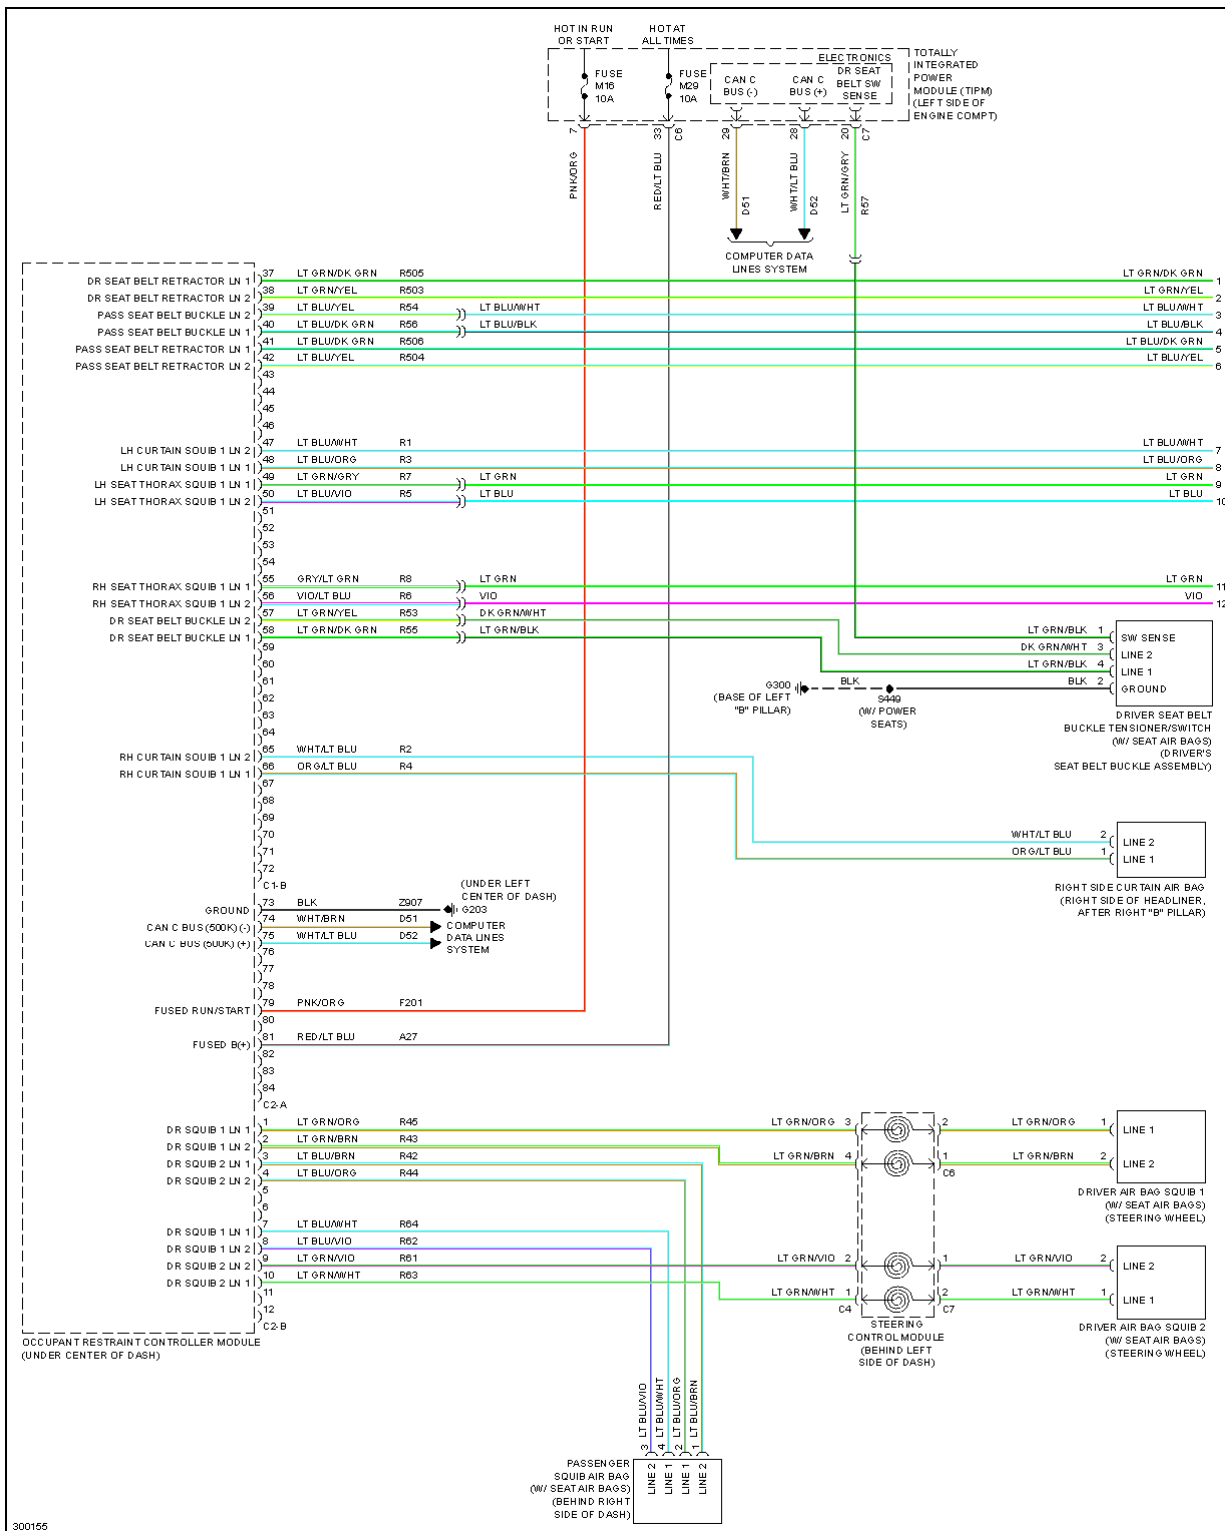 HOT IN RUN
OR START
HOT AT
ALL TIMES
FUSE
M16
10A
FUSE
M29
10A
ELECTRONICS
CAN C
BUS (-)
CAN C
BUS (+)
DR SEAT
BELT SW
SENSE
TOTALLY
INTEGRATED
POWER
MODULE (TIPM)
(LEFT SIDE OF
ENGINE COMPT)
7
33
C6
29
28
20
C7
PNK/ORG
RED/LT BLU
WHT/BRN
D51
WHT/LT BLU
D52
LT GRN/GRY
R57
COMPUTER DATA
LINES SYSTEM
DR SEAT BELT RETRACTOR LN 1 37 LT GRN/DK GRN R505 LT GRN/DK GRN 1
DR SEAT BELT RETRACTOR LN 2 38 LT GRN/YEL R503 LT GRN/YEL 2
PASS SEAT BELT BUCKLE LN 2 39 LT BLU/YEL R54 LT BLU/WHT LT BLU/WHT 3
PASS SEAT BELT BUCKLE LN 1 40 LT BLU/DK GRN R56 LT BLU/BLK LT BLU/BLK 4
PASS SEAT BELT RETRACTOR LN 1 41 LT BLU/DK GRN R506 LT BLU/DK GRN 5
PASS SEAT BELT RETRACTOR LN 2 42 LT BLU/YEL R504 LT BLU/YEL 6
43
44
45
46
LH CURTAIN SQUIB 1 LN 2 47 LT BLU/WHT R1 LT BLU/WHT 7
LH CURTAIN SQUIB 1 LN 1 48 LT BLU/ORG R3 LT BLU/ORG 8
LH SEAT THORAX SQUIB 1 LN 1 49 LT GRN/GRY R7 LT GRN LT GRN 9
LH SEAT THORAX SQUIB 1 LN 2 50 LT BLU/VIO R5 LT BLU LT BLU 10
51
52
53
54
RH SEAT THORAX SQUIB 1 LN 1 55 GRY/LT GRN R8 LT GRN LT GRN 11
RH SEAT THORAX SQUIB 1 LN 2 56 VIO/LT BLU R6 VIO VIO 12
DR SEAT BELT BUCKLE LN 2 57 LT GRN/YEL R53 DK GRN/WHT
DR SEAT BELT BUCKLE LN 1 58 LT GRN/DK GRN R55 LT GRN/BLK
59
60
61
62
63
64
LT GRN/BLK 1 SW SENSE
DK GRN/WHT 3 LINE 2
LT GRN/BLK 4 LINE 1
G300 BLK BLK 2 GROUND
(BASE OF LEFT
"B" PILLAR)
S449
(W/ POWER
SEATS)
DRIVER SEAT BELT
BUCKLE TENSIONER/SWITCH
(W/ SEAT AIR BAGS)
(DRIVER'S
SEAT BELT BUCKLE ASSEMBLY)
RH CURTAIN SQUIB 1 LN 2 65 WHT/LT BLU R2
RH CURTAIN SQUIB 1 LN 1 66 ORG/LT BLU R4
67
68
69
70
71
72
C1-B
WHT/LT BLU 2 LINE 2
ORG/LT BLU 1 LINE 1
RIGHT SIDE CURTAIN AIR BAG
(RIGHT SIDE OF HEADLINER,
AFTER RIGHT "B" PILLAR)
(UNDER LEFT
CENTER OF DASH)
GROUND 73 BLK Z907 G203
CAN C BUS (500K) (-) 74 WHT/BRN D51
CAN C BUS (500K) (+) 75 WHT/LT BLU D52
COMPUTER
DATA LINES
SYSTEM
76
77
78
FUSED RUN/START 79 PNK/ORG F201
80
FUSED B(+) 81 RED/LT BLU A27
82
83
84
C2-A
DR SQUIB 1 LN 1 1 LT GRN/ORG R45 LT GRN/ORG 3 2 LT GRN/ORG 1 LINE 1
DR SQUIB 1 LN 2 2 LT GRN/BRN R43
DR SQUIB 2 LN 1 3 LT BLU/BRN R42 LT GRN/BRN 4 1 LT GRN/BRN 2 LINE 2
C6
DR SQUIB 2 LN 2 4 LT BLU/ORG R44
5
6
DRIVER AIR BAG SQUIB 1
(W/ SEAT AIR BAGS)
(STEERING WHEEL)
DR SQUIB 1 LN 1 7 LT BLU/WHT R64
DR SQUIB 1 LN 2 8 LT BLU/VIO R62
DR SQUIB 2 LN 2 9 LT GRN/VIO R61 LT GRN/VIO 2 1 LT GRN/VIO 2 LINE 2
DR SQUIB 2 LN 1 10 LT GRN/WHT R63
LT GRN/WHT 1 2 LT GRN/WHT 1 LINE 1
11
12
C2-B
C4
C7
STEERING
CONTROL MODULE
(BEHIND LEFT
SIDE OF DASH)
DRIVER AIR BAG SQUIB 2
(W/ SEAT AIR BAGS)
(STEERING WHEEL)
OCCUPANT RESTRAINT CONTROLLER MODULE
(UNDER CENTER OF DASH)
3 LT BLU/VIO
4 LT BLU/WHT
2 LT BLU/ORG
1 LT BLU/BRN
LINE 2
LINE 1
LINE 1
LINE 2
PASSENGER
SQUIB AIR BAG
(W/ SEAT AIR BAGS)
(BEHIND RIGHT
SIDE OF DASH)
300155